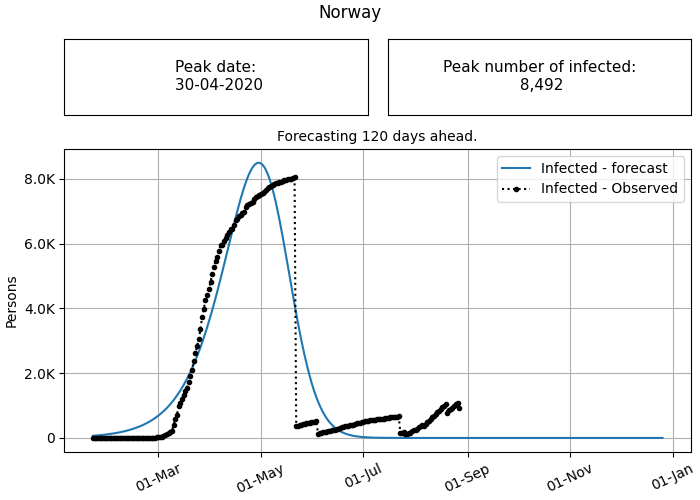 Norway
Peak date:
30-04-2020
Peak number of infected:
8,492
Forecasting 120 days ahead.
Infected - forecast
Infected - Observed
8.0K
6.0K
4.0K
2.0K
0
Persons
01-Mar
01-May
01-Jul
01-Sep
01-Nov
01-Jan